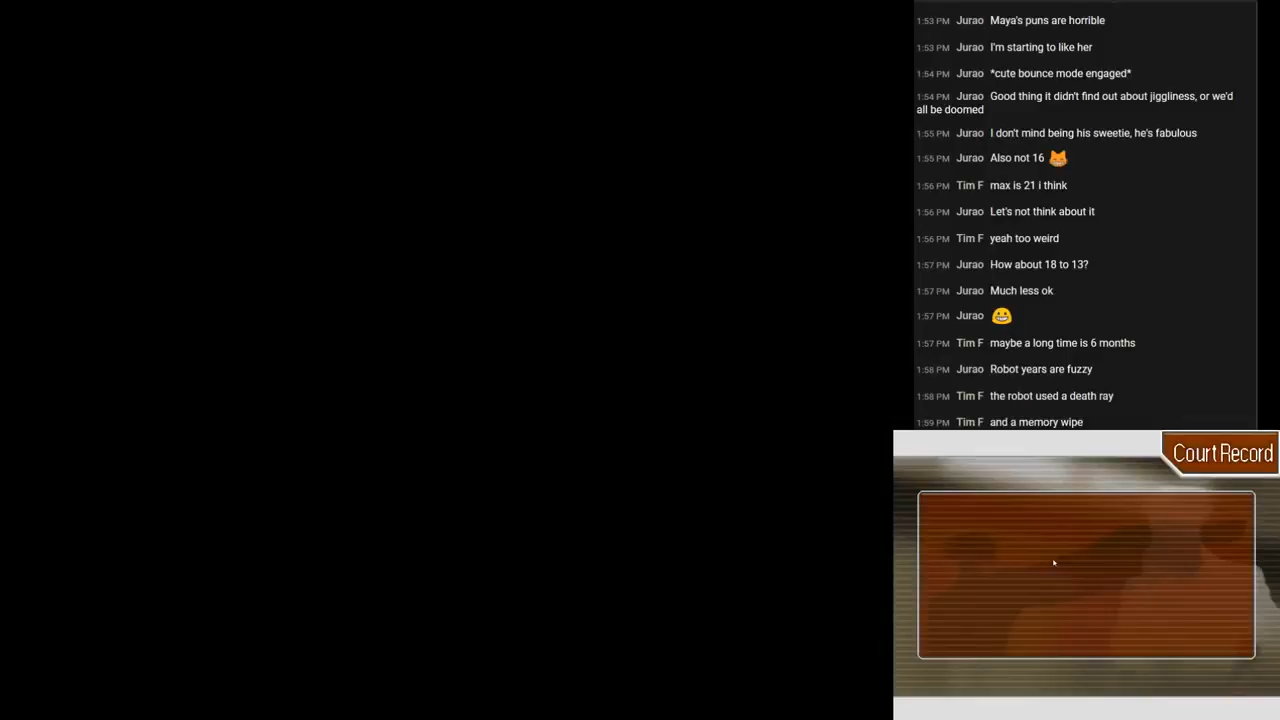 1:53 PM Jurao Maya's puns are horrible
1:53 PM Jurao I'm starting to like her
1:54 PM Jurao *cute bounce mode engaged*
1:54 PM Jurao Good thing it didn't find out about jiggliness, or we'd
all be doomed
1:55 PM Jurao I don't mind being his sweetie, he's fabulous
1:55 PM Jurao Also not 16
1:56 PM Tim F max is 21 i think
1:56 PM Jurao Let's not think about it
1:56 PM Tim F yeah too weird
1:57 PM Jurao How about 18 to 13?
1:57 PM Jurao Much less ok
1:57 PM Jurao
1:57 PM Tim F maybe a long time is 6 months
1:58 PM Jurao Robot years are fuzzy
1:58 PM Tim F the robot used a death ray
1:59 PM Tim F and a memory wipe
Court Record